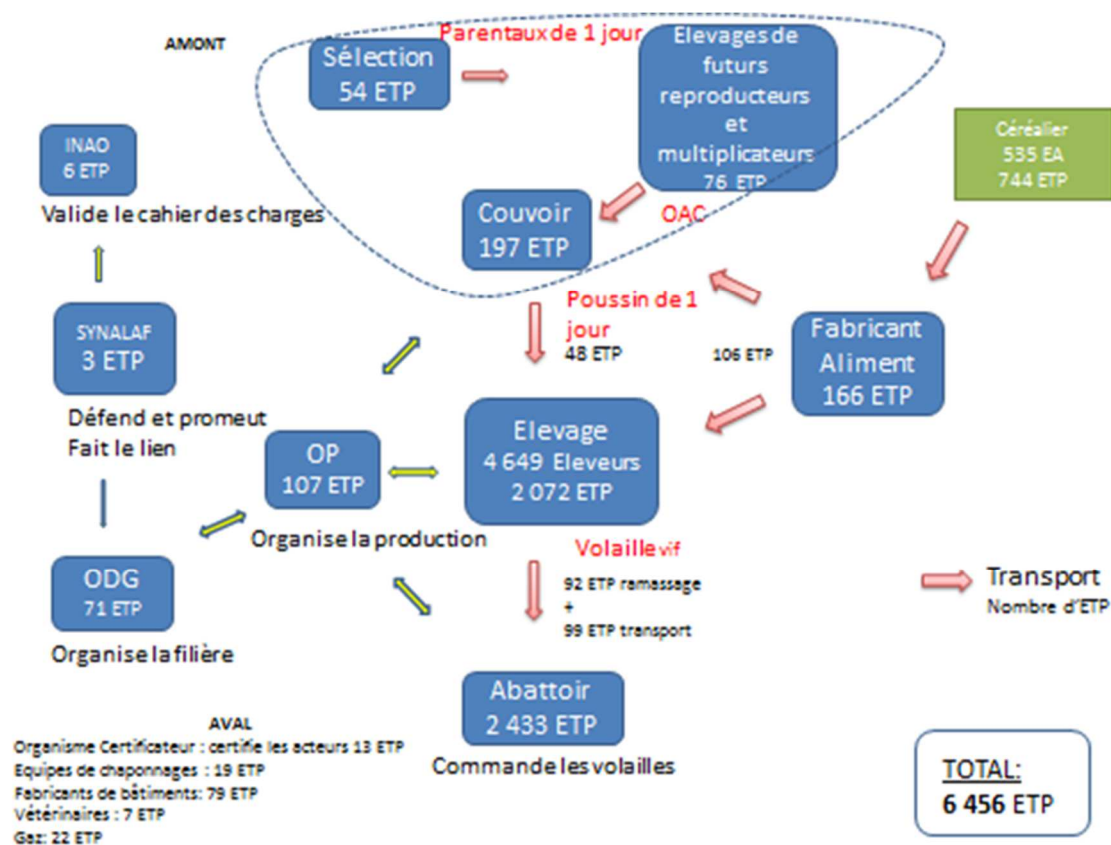 AMONT
Parentaux de 1 jour
Sélection
54 ETP
Elevages de
futurs
reproducteurs
et
multiplicateurs
76 ETP
INAO
6 ETP
Valide le cahier des charges
Céréalier
535 EA
744 ETP
Couvoir
197 ETP
OAC
SYNALAF
3 ETP
Défend et promeut
Fait le lien
Poussin de 1
jour
48 ETP
106 ETP
Fabricant
Aliment
166 ETP
OP
107 ETP
Organise la production
Elevage
4 649 Eleveurs
2 072 ETP
ODG
71 ETP
Organise la filière
Volaille vif
92 ETP ramassage
+
99 ETP transport
Transport
Nombre d'ETP
Abattoir
2 433 ETP
Commande les volailles
AVAL
Organisme Certificateur : certifie les acteurs 13 ETP
Equipes de chaponnages : 19 ETP
Fabricants de bâtiments: 79 ETP
Vétérinaires : 7 ETP
Gaz: 22 ETP
TOTAL:
6 456 ETP